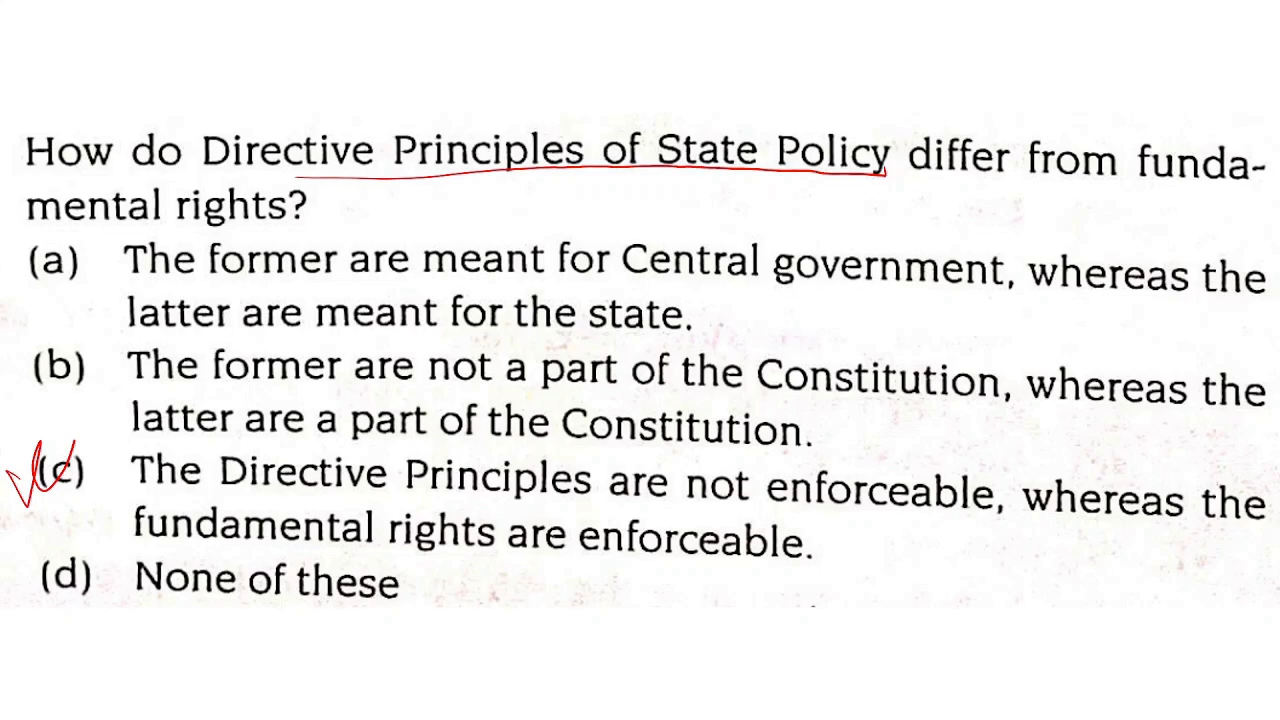 How do Directive Principles of State Policy differ from funda-
mental rights?
(a) The former are meant for Central government, whereas the
latter are meant for the state.
(b) The former are not a part of the Constitution, whereas the
latter are a part of the Constitution.
(c) The Directive Principles are not enforceable, whereas the
fundamental rights are enforceable.
(d) None of these